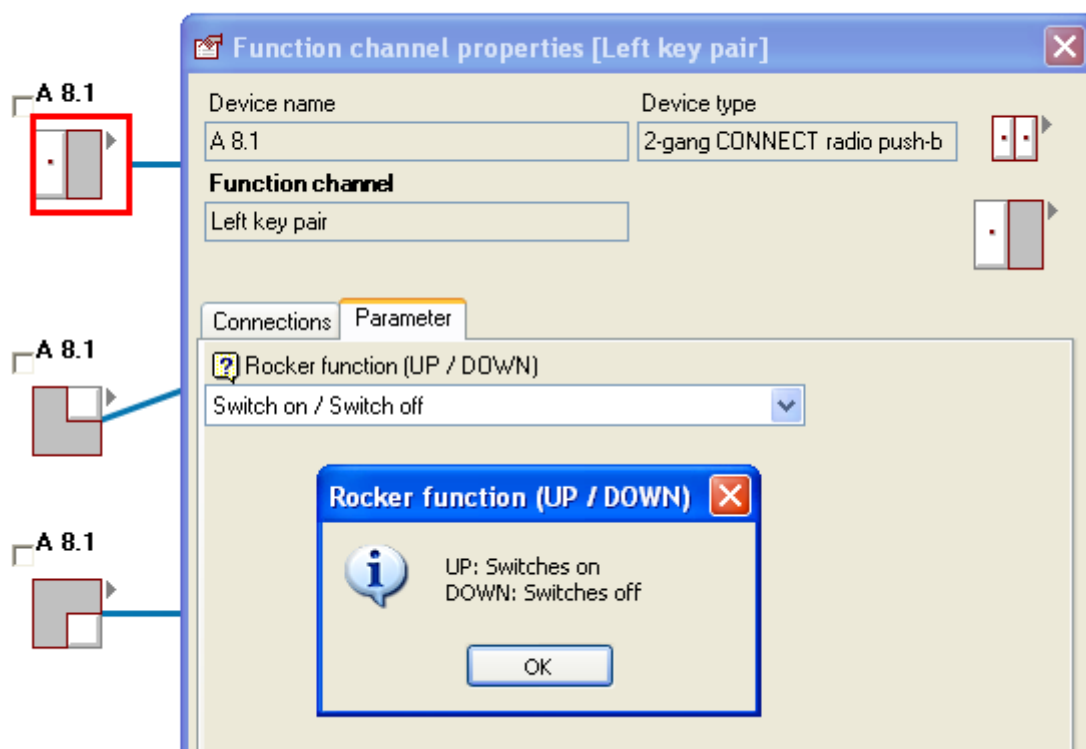 Function channel properties [Left key pair]
A 8.1
Device name
Device type
A 8.1
2-gang CONNECT radio push-b
Function channel
Left key pair
Connections
Parameter
A 8.1
Rocker function (UP / DOWN)
Switch on / Switch off
Rocker function (UP / DOWN)
A 8.1
UP: Switches on
DOWN: Switches off
OK